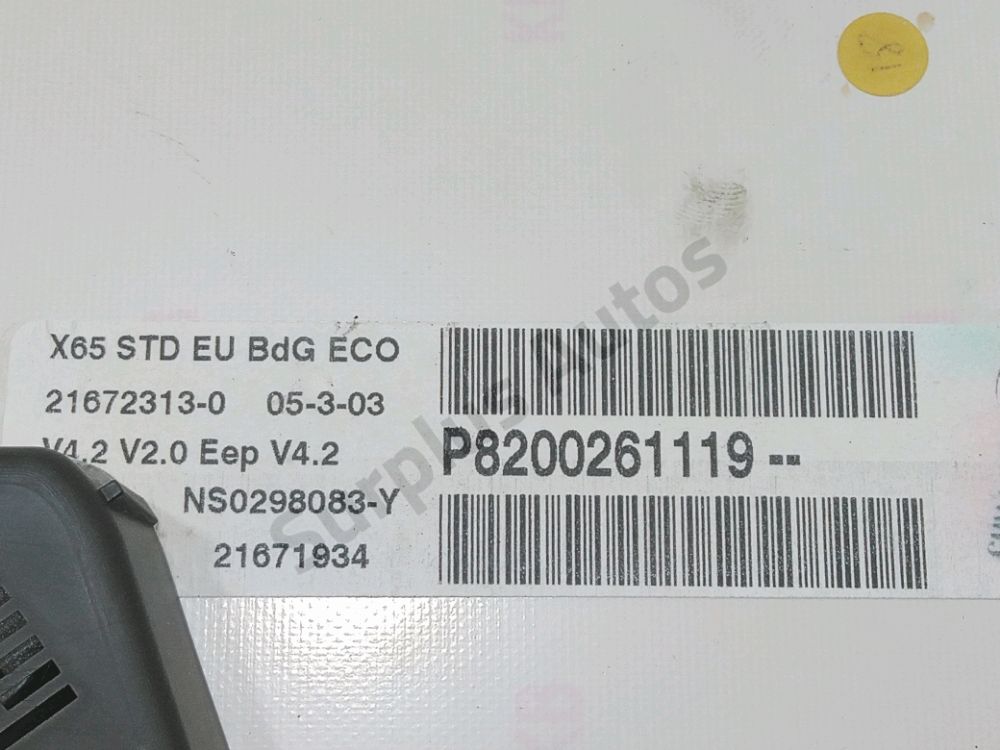 18
X65 STD EU BdG ECO
21672313-0 05-3-03
V4.2 V2.0 Eep V4.2
P8200261119--
NS0298083-Y
21671934
Surplus Autos